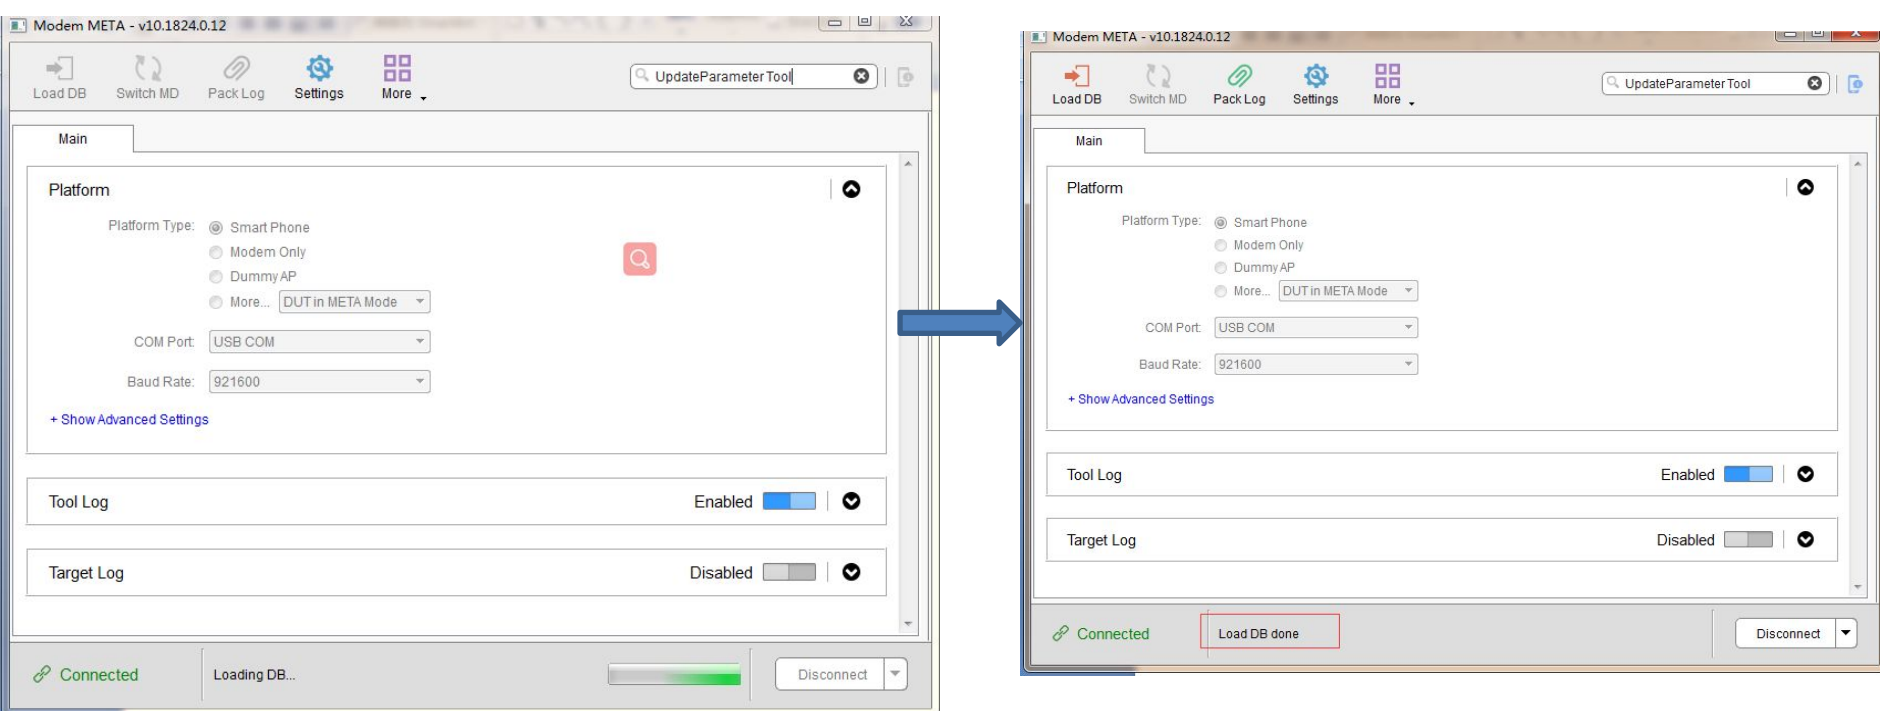 Modem META - v10.1824.0.12
Load DB
Switch MD
Pack Log
Settings
More
UpdateParameter Tool
Main
Platform
Platform Type:
Smart Phone
Modem Only
Dummy AP
More...
DUT in META Mode
COM Port:
USB COM
Baud Rate:
921600
+ Show Advanced Settings
Tool Log
Enabled
Target Log
Disabled
Connected
Loading DB...
Disconnect
Modem META - v10.1824.0.12
Load DB
Switch MD
Pack Log
Settings
More
UpdateParameter Tool
Main
Platform
Platform Type:
Smart Phone
Modem Only
Dummy AP
More...
DUT in META Mode
COM Port:
USB COM
Baud Rate:
921600
+ Show Advanced Settings
Tool Log
Enabled
Target Log
Disabled
Connected
Load DB done
Disconnect